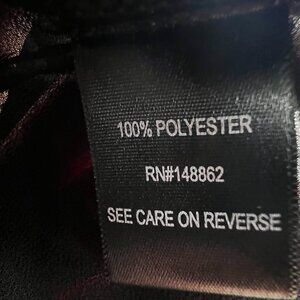 100% POLYESTER
RN#148862
SEE CARE ON REVERSE